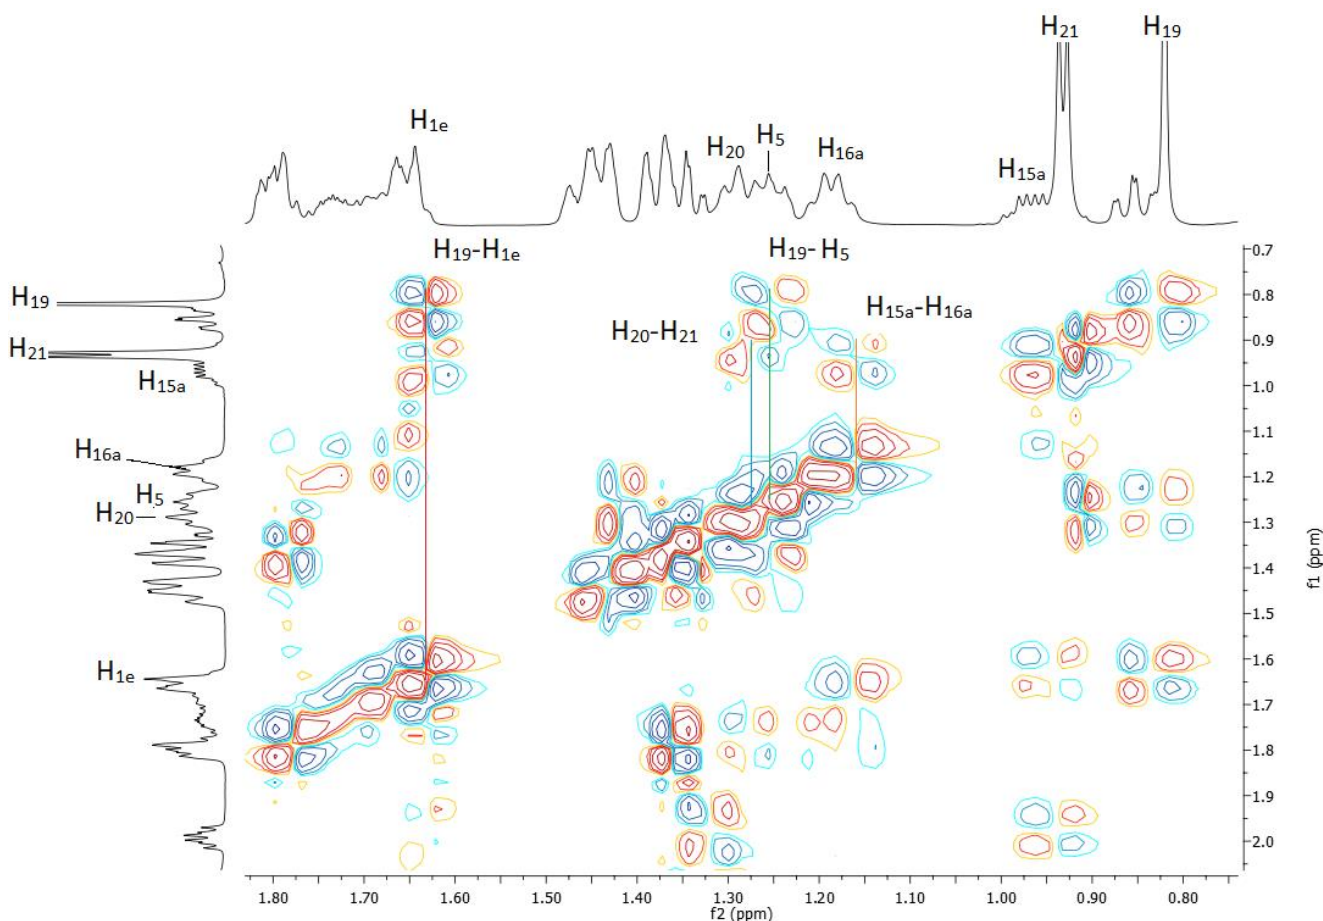 H21
H19
H1e
H20
H5
H16a
H15a
H19-H1e
H19-H5
H20-H21
H15a-H16a
H19
H21
H15a
H16a
H5
H20
H1e
0.7
0.8
0.9
1.0
1.1
1.2
1.3
1.4
1.5
1.6
1.7
1.8
1.9
2.0
f1 (ppm)
1.80 1.70 1.60 1.50 1.40 1.30 1.20 1.10 1.00 0.90 0.80
f2 (ppm)